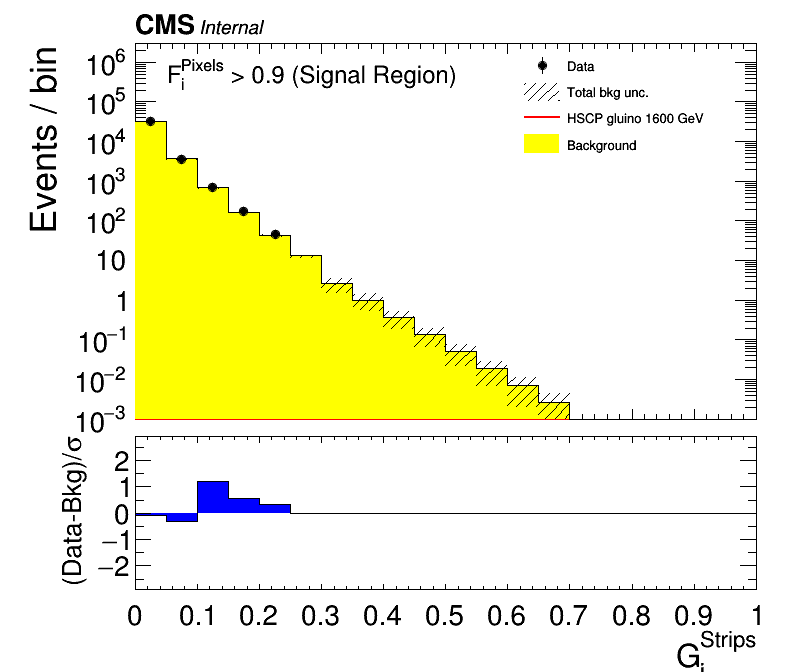 CMS Internal
F_i^Pixels > 0.9 (Signal Region)
Data
Total bkg unc.
HSCP gluino 1600 GeV
Background
Events / bin
10^6
10^5
10^4
10^3
10^2
10
1
10^−1
10^−2
10^−3
(Data-Bkg)/σ
2
1
0
−1
−2
0 0.1 0.2 0.3 0.4 0.5 0.6 0.7 0.8 0.9 1
G_i^Strips